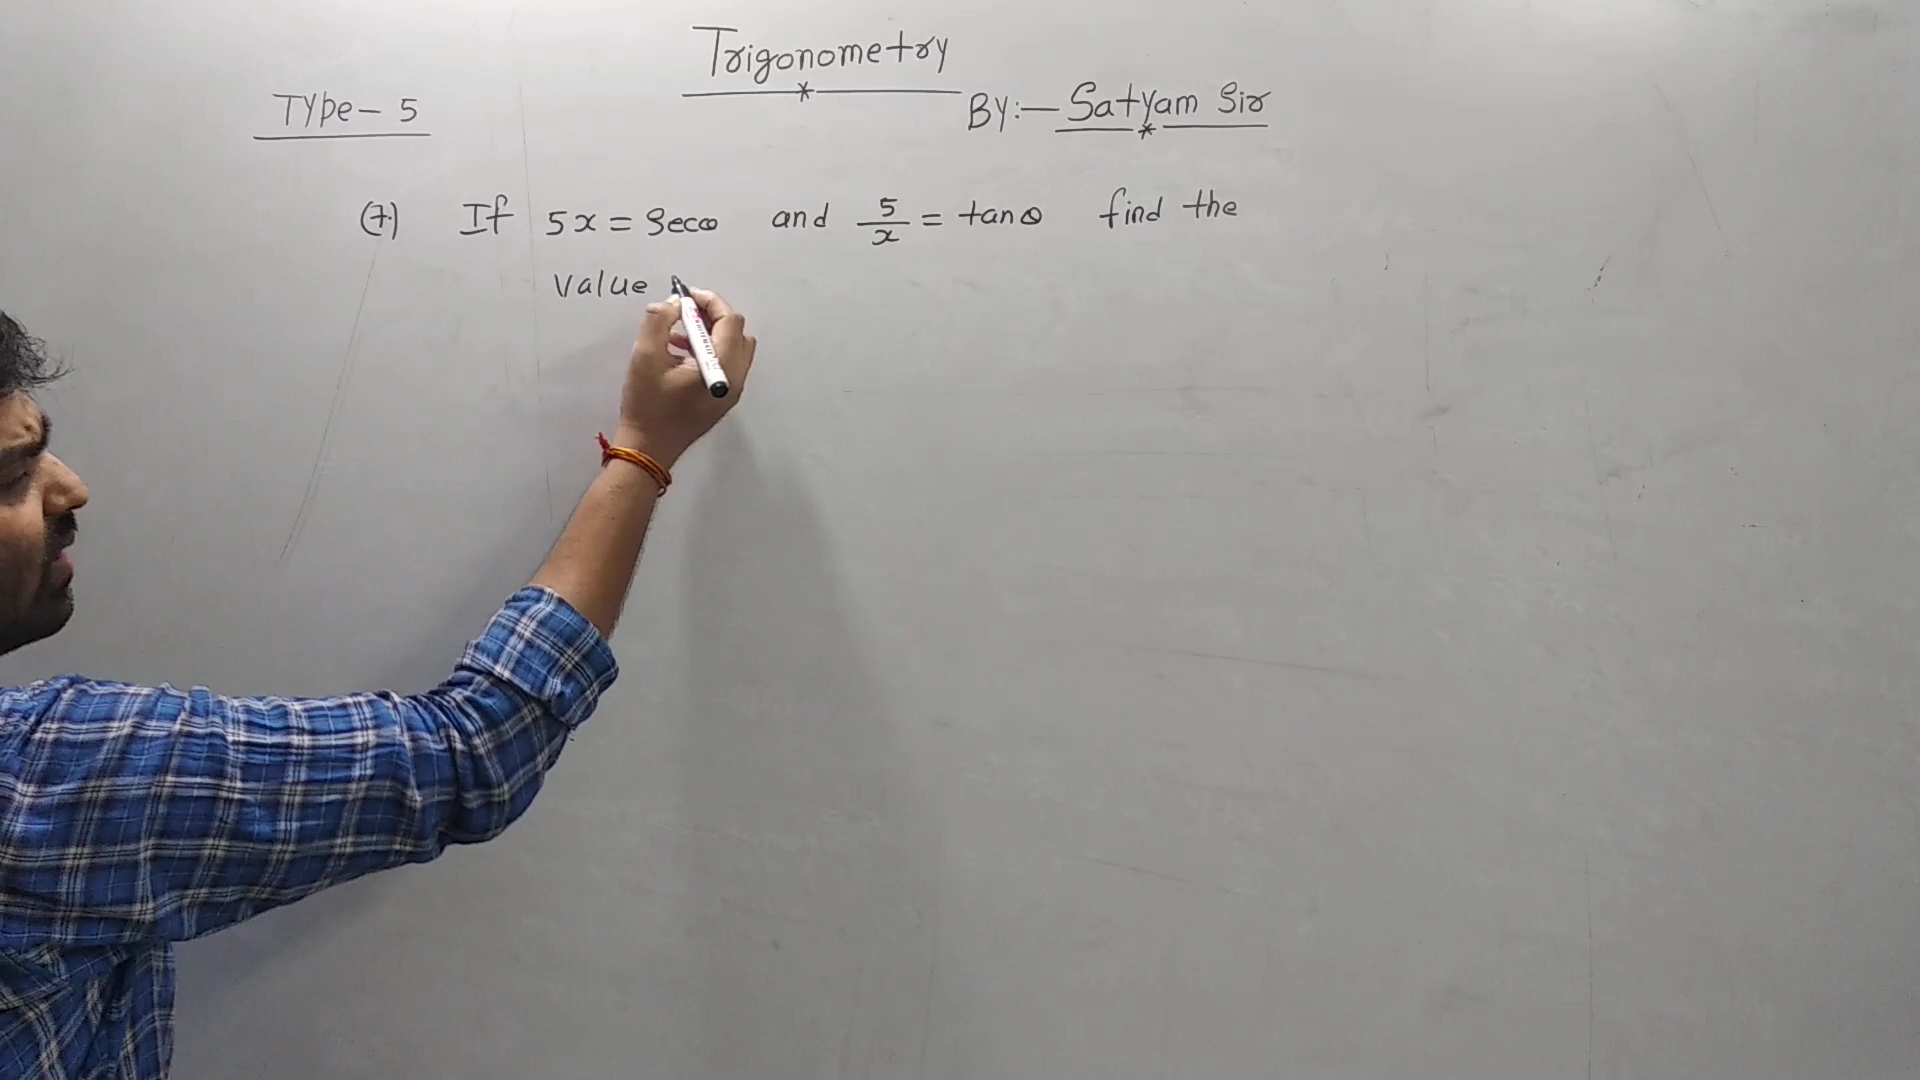 Trigonometry
Type- 5
BY:- Satyam Sir
(7) If 5x = Secθ and 5/x = tanθ find the
value